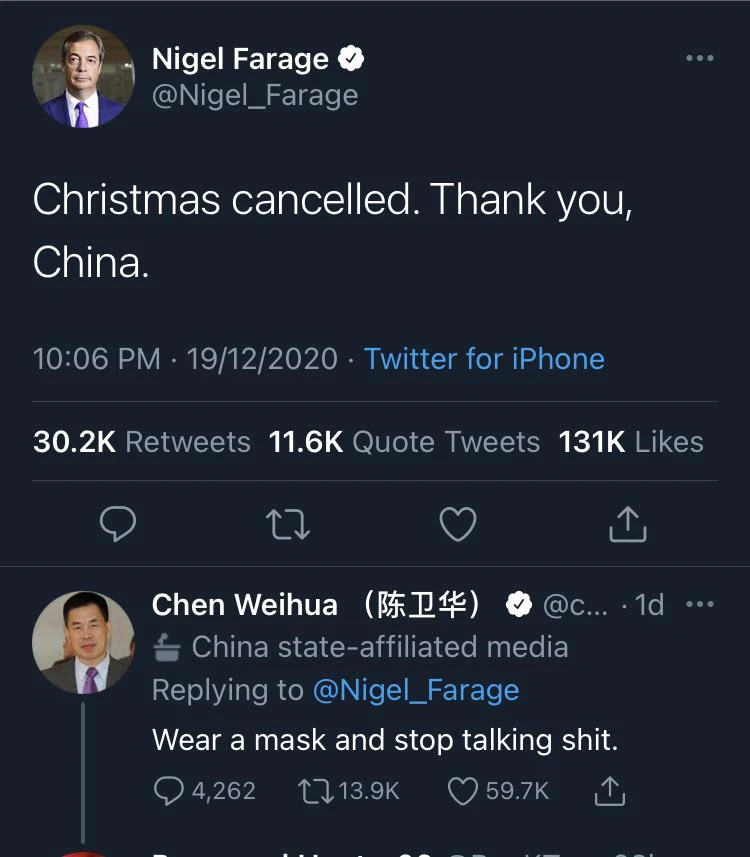 Nigel Farage
@Nigel_Farage
Christmas cancelled. Thank you,
China.
10:06 PM · 19/12/2020 · Twitter for iPhone
30.2K Retweets 11.6K Quote Tweets 131K Likes
Chen Weihua （陈卫华） @c... · 1d
China state-affiliated media
Replying to @Nigel_Farage
Wear a mask and stop talking shit.
4,262 13.9K 59.7K